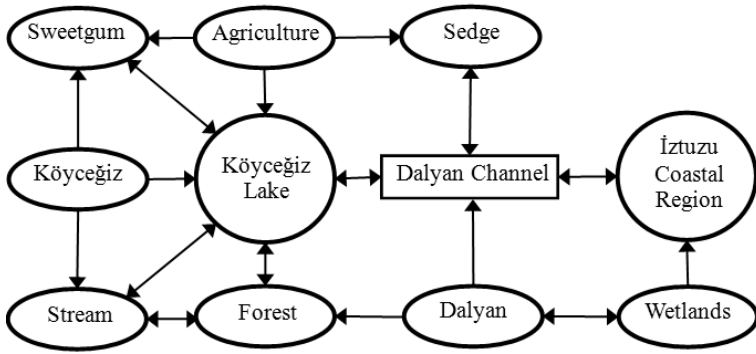 Sweetgum
Agriculture
Sedge
Köyceğiz
Köyceğiz
Lake
Dalyan Channel
İztuzu
Coastal
Region
Stream
Forest
Dalyan
Wetlands